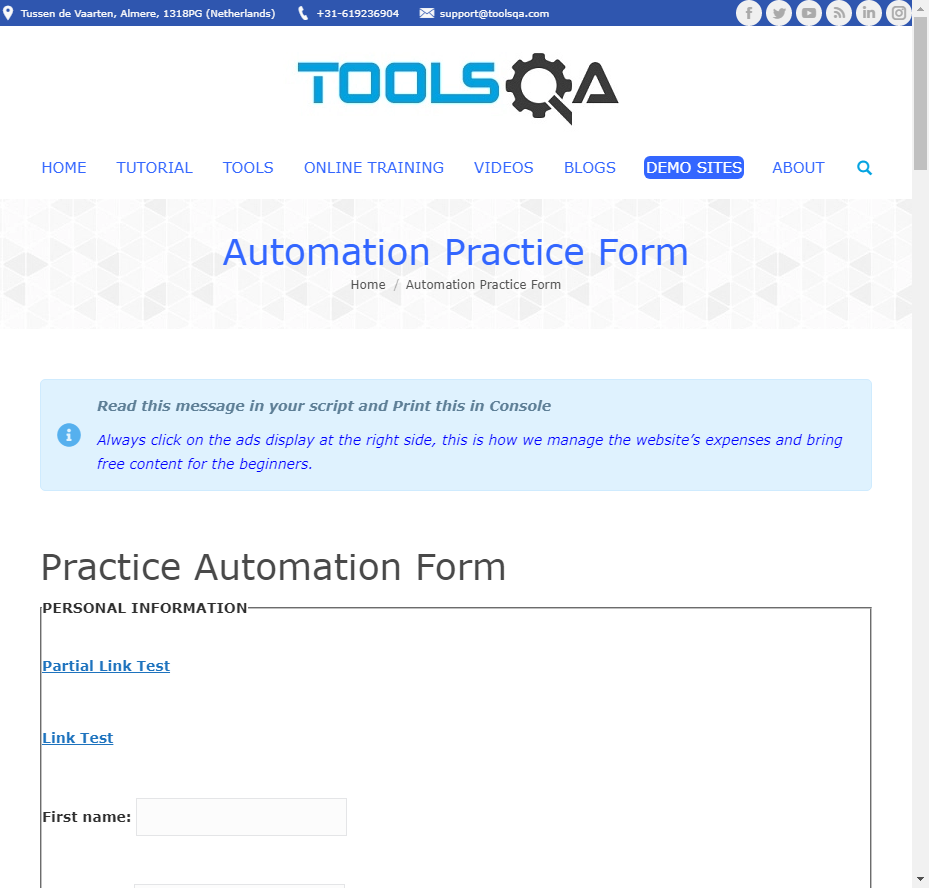 Tussen de Vaarten, Almere, 1318PG (Netherlands) +31-619236904 support@toolsqa.com
TOOLSQA
HOME TUTORIAL TOOLS ONLINE TRAINING VIDEOS BLOGS DEMO SITES ABOUT
Automation Practice Form
Home / Automation Practice Form
Read this message in your script and Print this in Console
Always click on the ads display at the right side, this is how we manage the website’s expenses and bring
free content for the beginners.
Practice Automation Form
PERSONAL INFORMATION
Partial Link Test
Link Test
First name: